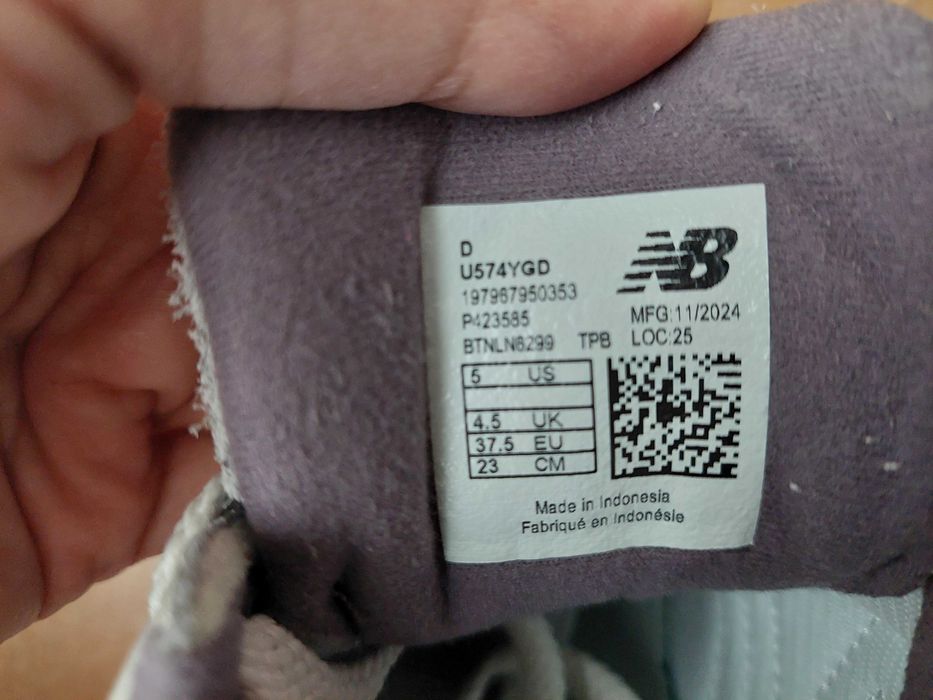 D
U574YGD
197967950353
P423585
BTNLN6299 TPB
NB
MFG:11/2024
LOC:25
5 US
4.5 UK
37.5 EU
23 CM
Made in Indonesia
Fabriqué en Indonésie